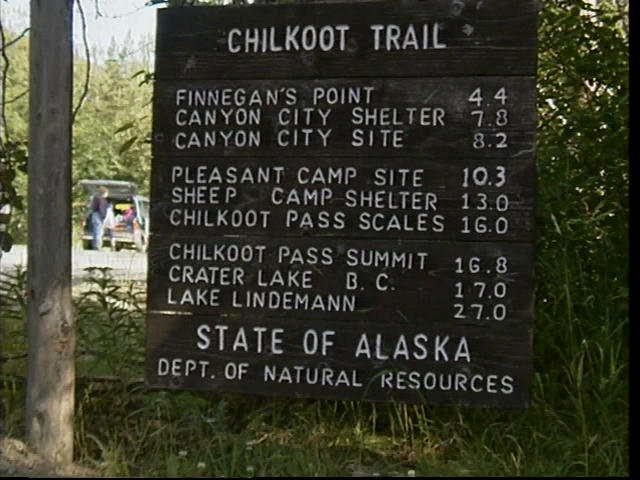 CHILKOOT TRAIL
FINNEGAN'S POINT 4.4
CANYON CITY SHELTER 7.8
CANYON CITY SITE 8.2
PLEASANT CAMP SITE 10.3
SHEEP CAMP SHELTER 13.0
CHILKOOT PASS SCALES 16.0
CHILKOOT PASS SUMMIT 16.8
CRATER LAKE B.C. 17.0
LAKE LINDEMANN 27.0
STATE OF ALASKA
DEPT. OF NATURAL RESOURCES